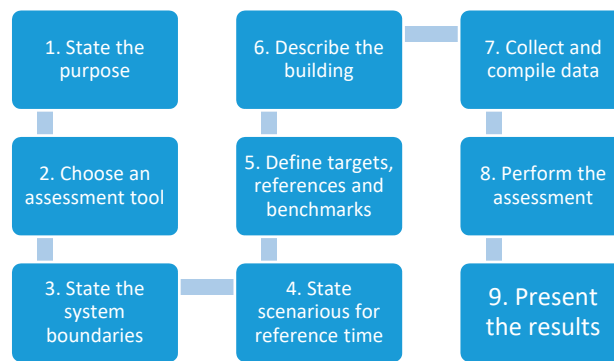 1. State the
purpose
2. Choose an
assessment tool
3. State the
system
boundaries
4. State
scenarious for
reference time
5. Define targets,
references and
benchmarks
6. Describe the
building
7. Collect and
compile data
8. Perform the
assessment
9. Present
the results